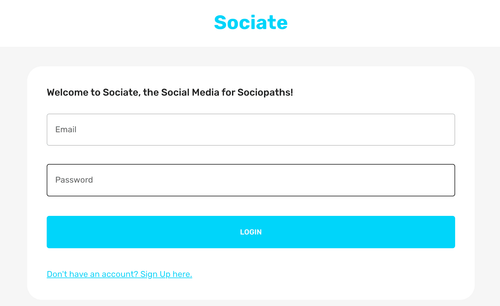 Sociate
Welcome to Sociate, the Social Media for Sociopaths!
Email
Password
LOGIN
Don't have an account? Sign Up here.